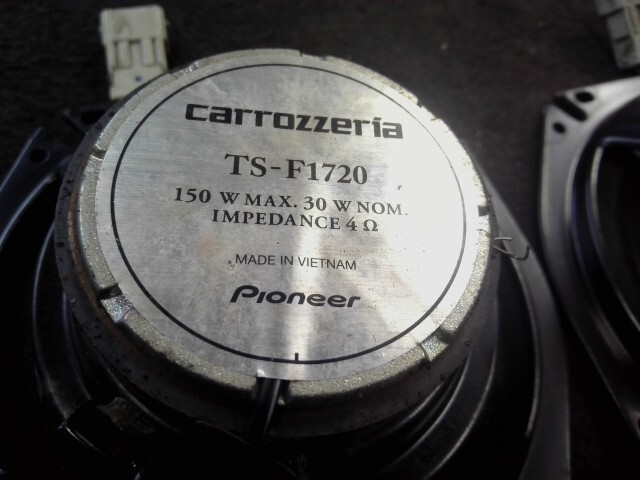 carrozzeria
TS-F1720
150 W MAX. 30 W NOM.
IMPEDANCE 4 Ω
MADE IN VIETNAM
Pioneer